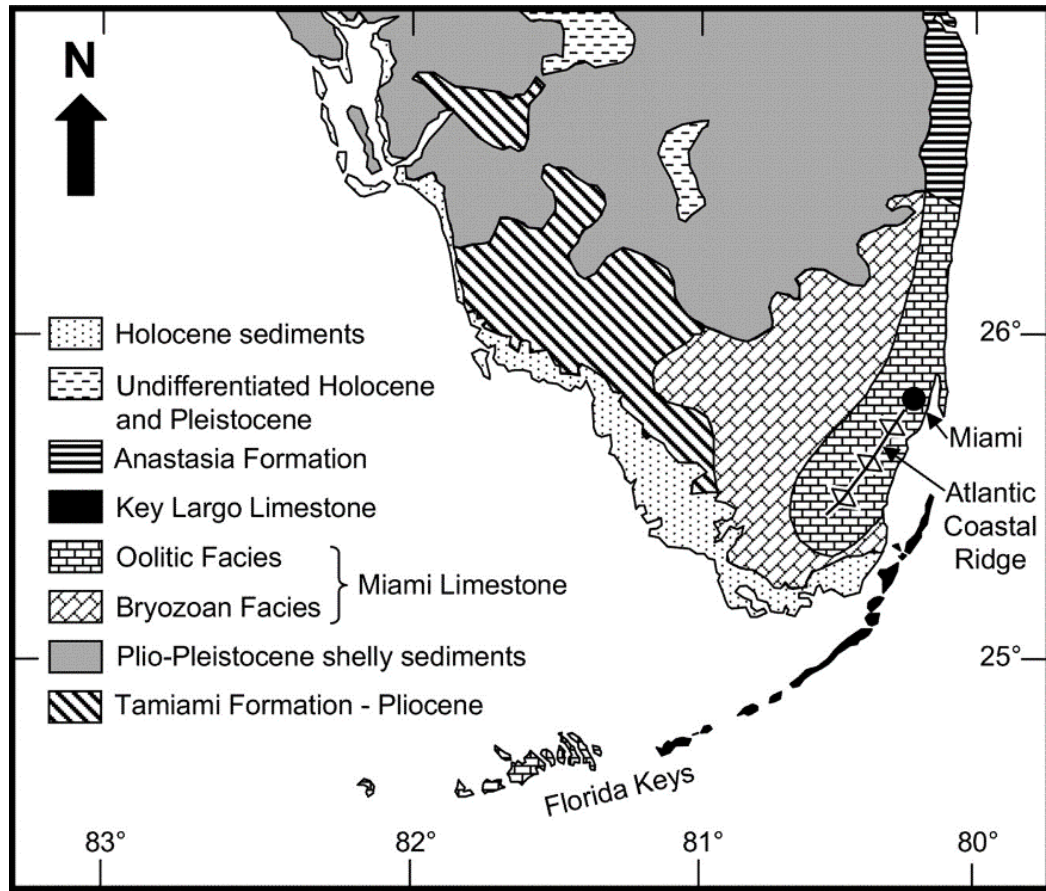 N
Holocene sediments
Undifferentiated Holocene
and Pleistocene
Anastasia Formation
Key Largo Limestone
Oolitic Facies
Bryozoan Facies
Miami Limestone
Plio-Pleistocene shelly sediments
Tamiami Formation - Pliocene
26°
Miami
Atlantic
Coastal
Ridge
25°
Florida Keys
83°
82°
81°
80°